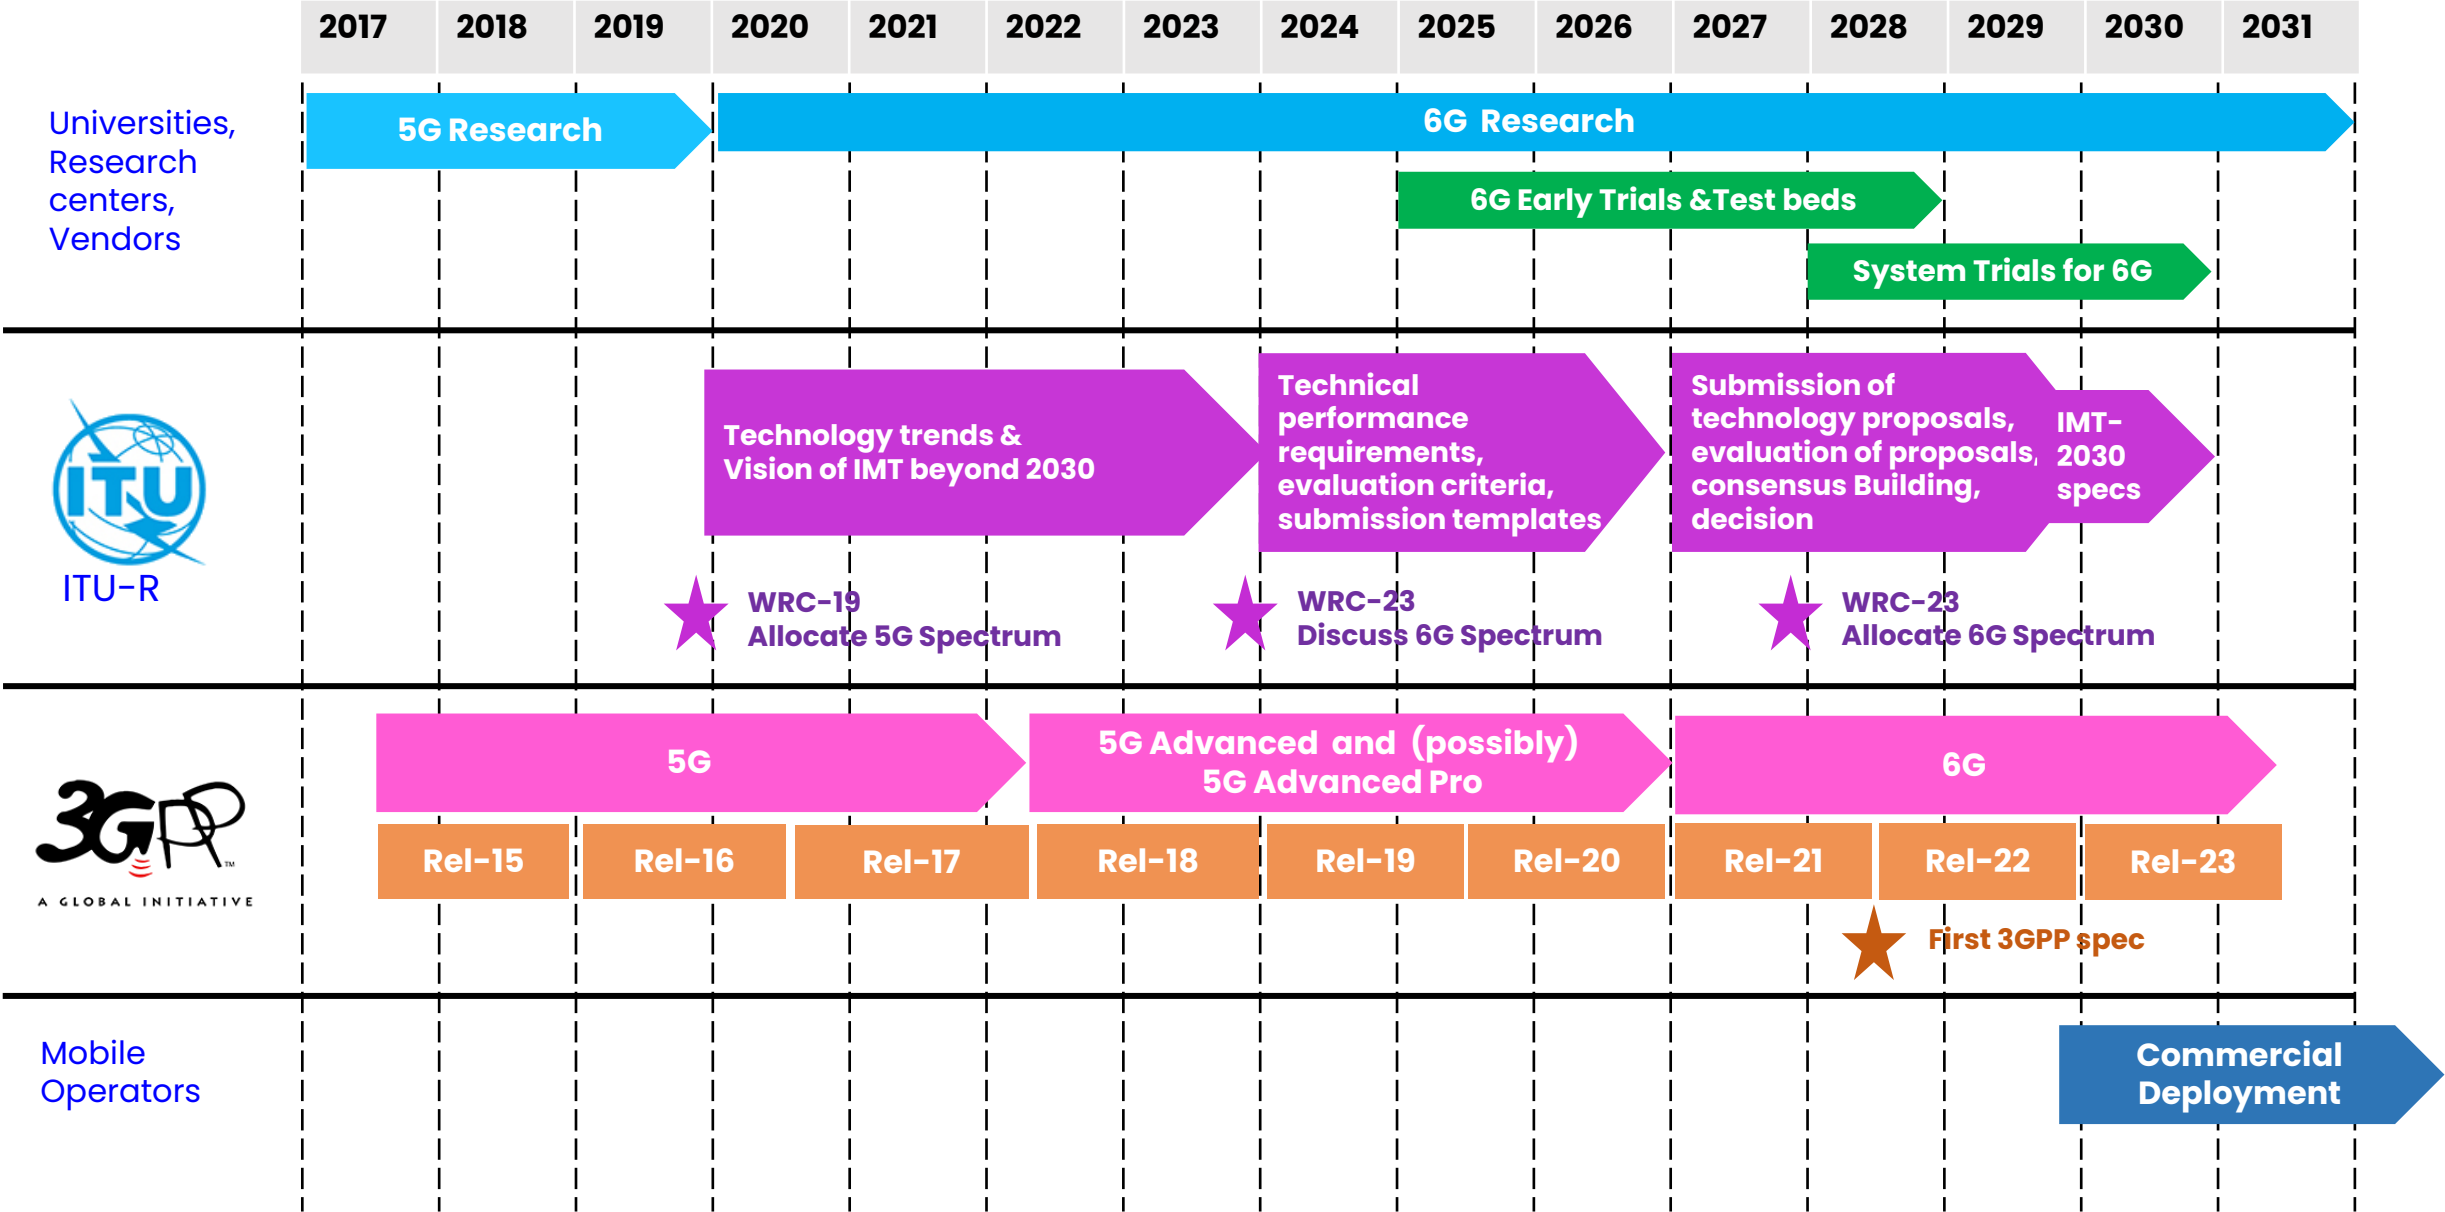 2017 2018 2019 2020 2021 2022 2023 2024 2025 2026 2027 2028 2029 2030 2031
Universities,
Research
centers,
Vendors
5G Research
6G Research
6G Early Trials &Test beds
System Trials for 6G
ITU
ITU-R
Technology trends &
Vision of IMT beyond 2030
Technical
performance
requirements,
evaluation criteria,
submission templates
Submission of
technology proposals,
evaluation of proposals,
consensus Building,
decision
IMT-
2030
specs
WRC-19
Allocate 5G Spectrum
WRC-23
Discuss 6G Spectrum
WRC-23
Allocate 6G Spectrum
3GPP
TM
A GLOBAL INITIATIVE
5G
5G Advanced and (possibly)
5G Advanced Pro
6G
Rel-15 Rel-16 Rel-17 Rel-18 Rel-19 Rel-20 Rel-21 Rel-22 Rel-23
First 3GPP spec
Mobile
Operators
Commercial
Deployment